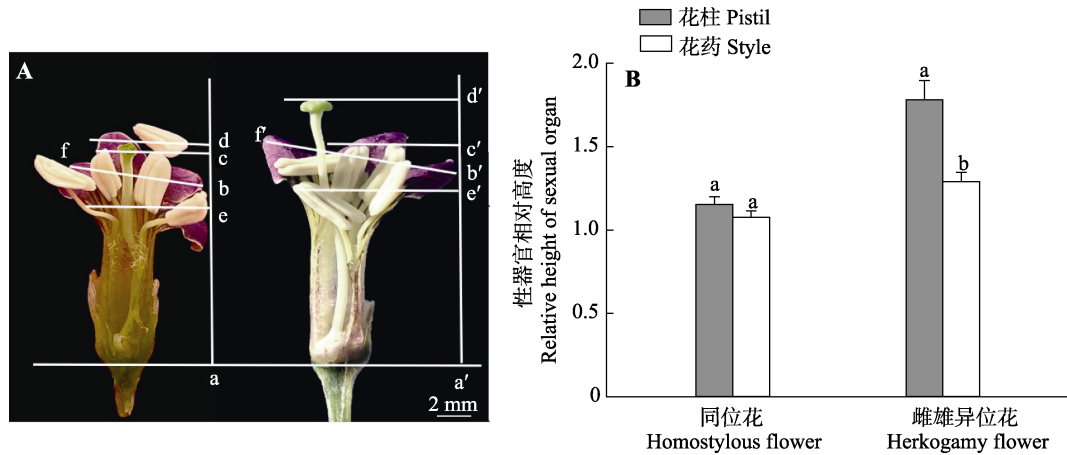 A
d
c
f
b
e
a
d′
f′
c′
b′
e′
a′
2 mm
花柱 Pistil
花药 Style
B
性器官相对高度
Relative height of sexual organ
2.0
1.5
1.0
0.5
0
a
a
a
b
同位花
Homostylous flower
雌雄异位花
Herkogamy flower